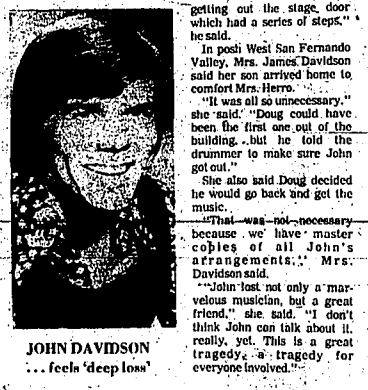 getting out the stage door
which had a series of steps,"
he said.
In posh West San Fernando
Valley, Mrs. James Davidson
said her son arrived home to
comfort Mrs. Herro.
"It was all so unnecessary,"
she said. "Doug could have
been the first one out of the
building. . .but he told the
drummer to make sure John
got out."
She also said Doug decided
he would go back and get the
music.
"That was not necessary
because we have master
copies of all John's
arrangements," Mrs.
Davidson said.
"John lost not only a mar-
velous musician, but a great
friend," she said. "I don't
think John can talk about it,
really, yet. This is a great
tragedy, a tragedy for
everyone involved."
JOHN DAVIDSON
. . . feels 'deep loss'